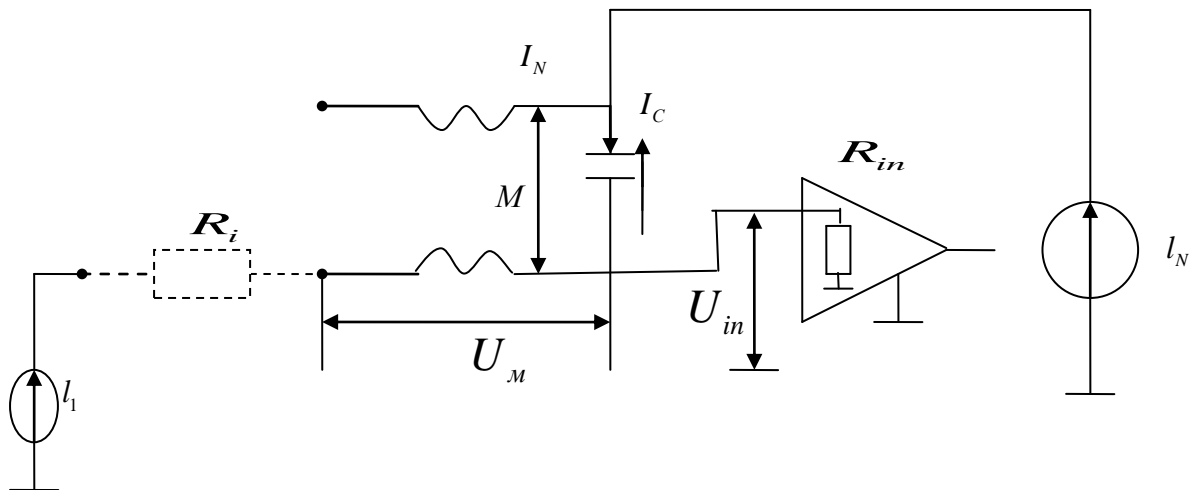 I_N
I_C
R_in
M
R_i
l_N
U_in
U_м
l_1